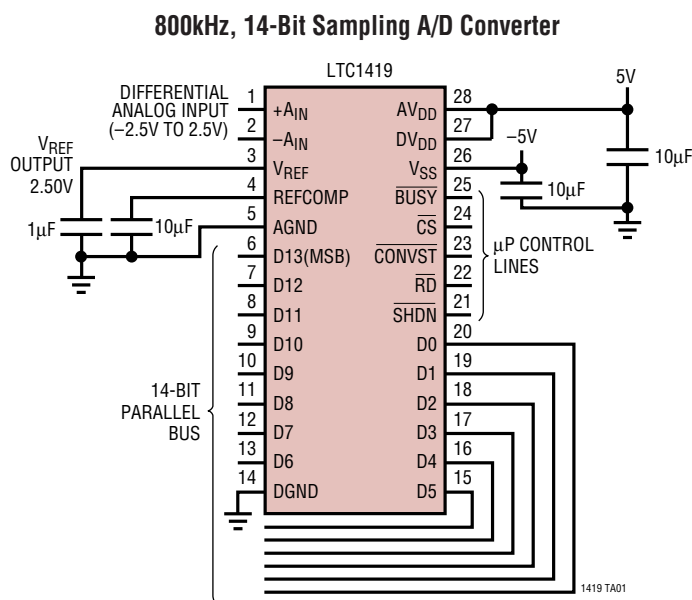 800kHz, 14-Bit Sampling A/D Converter
LTC1419
DIFFERENTIAL
ANALOG INPUT
(–2.5V TO 2.5V)
VREF
OUTPUT
2.50V
1µF
10µF
14-BIT
PARALLEL
BUS
1 +AIN
2 –AIN
3 VREF
4 REFCOMP
5 AGND
6 D13(MSB)
7 D12
8 D11
9 D10
10 D9
11 D8
12 D7
13 D6
14 DGND
AVDD 28
DVDD 27
VSS 26
BUSY 25
CS 24
CONVST 23
RD 22
SHDN 21
D0 20
D1 19
D2 18
D3 17
D4 16
D5 15
5V
–5V
10µF
10µF
µP CONTROL
LINES
1419 TA01